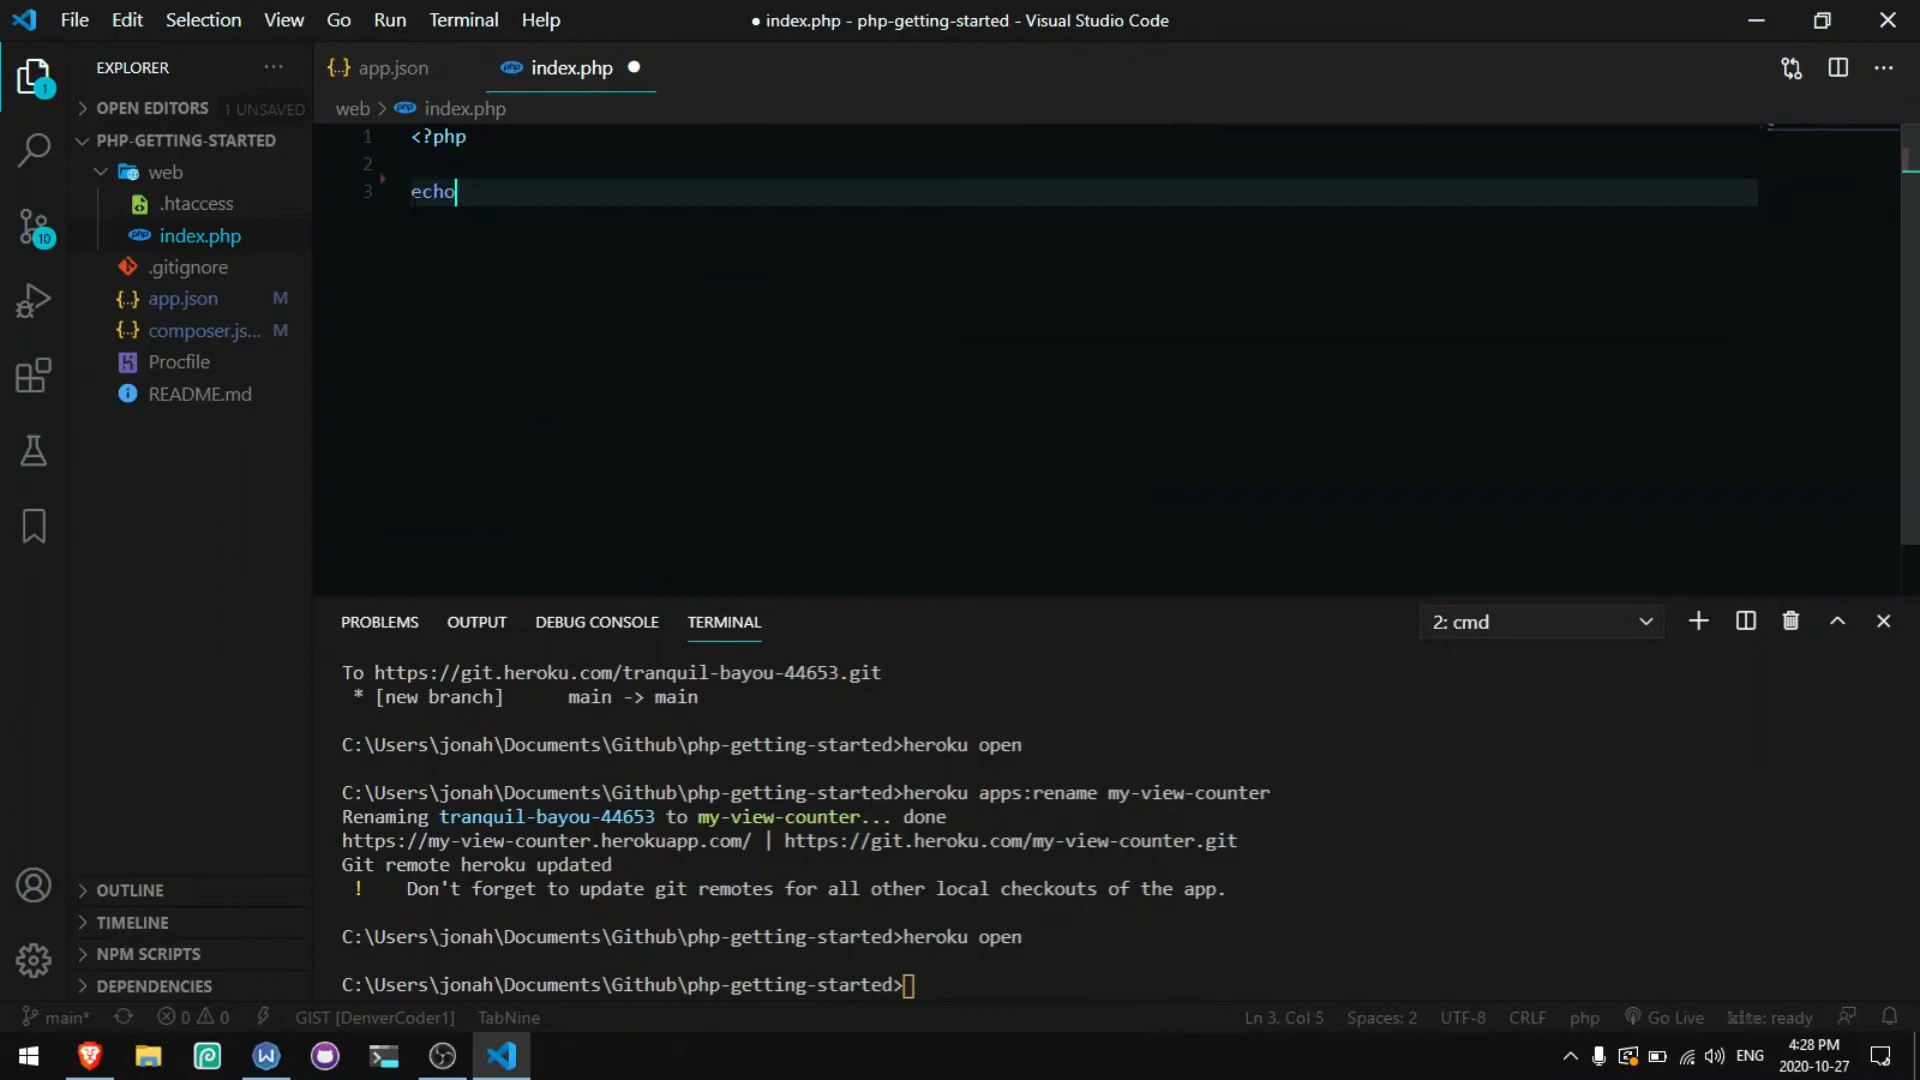 File Edit Selection View Go Run Terminal Help
● index.php - php-getting-started - Visual Studio Code
EXPLORER
1
OPEN EDITORS 1 UNSAVED
PHP-GETTING-STARTED
web
.htaccess
index.php
.gitignore
app.json M
composer.js... M
Procfile
README.md
10
OUTLINE
TIMELINE
NPM SCRIPTS
DEPENDENCIES
{} app.json
php index.php ●
web > php index.php
1 <?php
2
3 echo
PROBLEMS OUTPUT DEBUG CONSOLE TERMINAL
2: cmd
To https://git.heroku.com/tranquil-bayou-44653.git
* [new branch] main -> main
C:\Users\jonah\Documents\Github\php-getting-started>heroku open
C:\Users\jonah\Documents\Github\php-getting-started>heroku apps:rename my-view-counter
Renaming tranquil-bayou-44653 to my-view-counter... done
https://my-view-counter.herokuapp.com/ | https://git.heroku.com/my-view-counter.git
Git remote heroku updated
! Don't forget to update git remotes for all other local checkouts of the app.
C:\Users\jonah\Documents\Github\php-getting-started>heroku open
C:\Users\jonah\Documents\Github\php-getting-started>
main* 0 0 GIST [DenverCoder1] TabNine
Ln 3, Col 5 Spaces: 2 UTF-8 CRLF php Go Live kite: ready
ENG
4:28 PM
2020-10-27